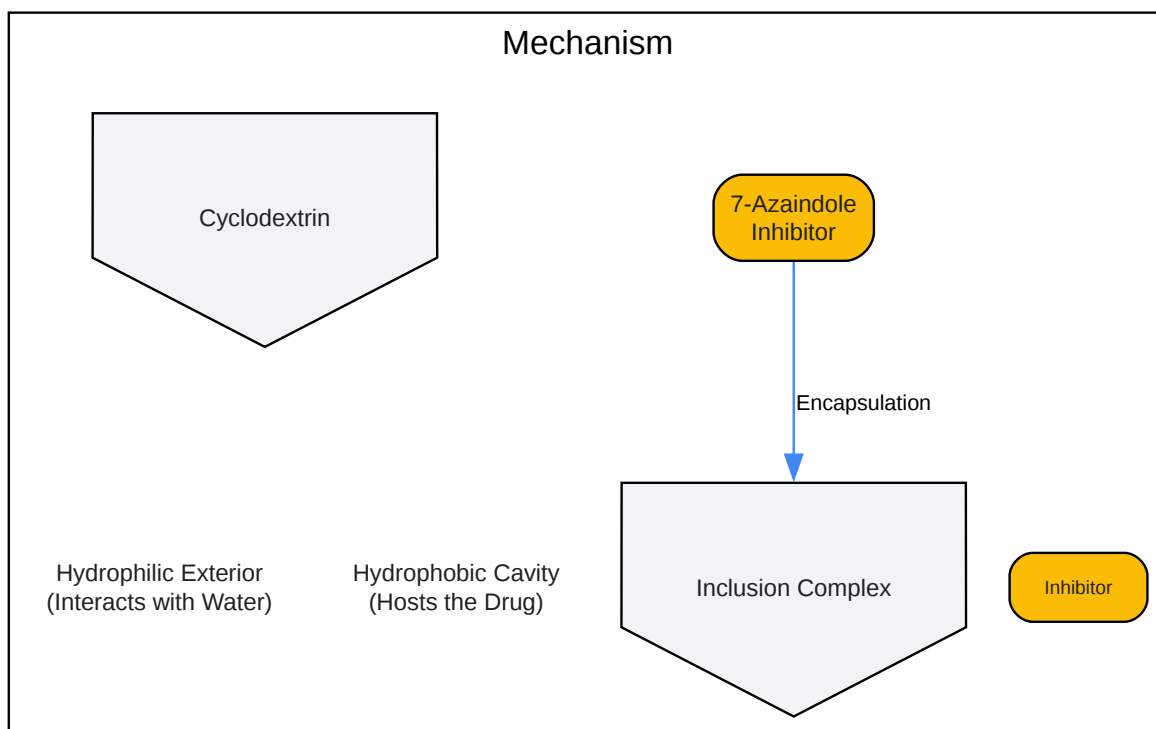 Mechanism
Cyclodextrin
7-Azaindole
Inhibitor
Encapsulation
Hydrophilic Exterior
(Interacts with Water)
Hydrophobic Cavity
(Hosts the Drug)
Inclusion Complex
Inhibitor